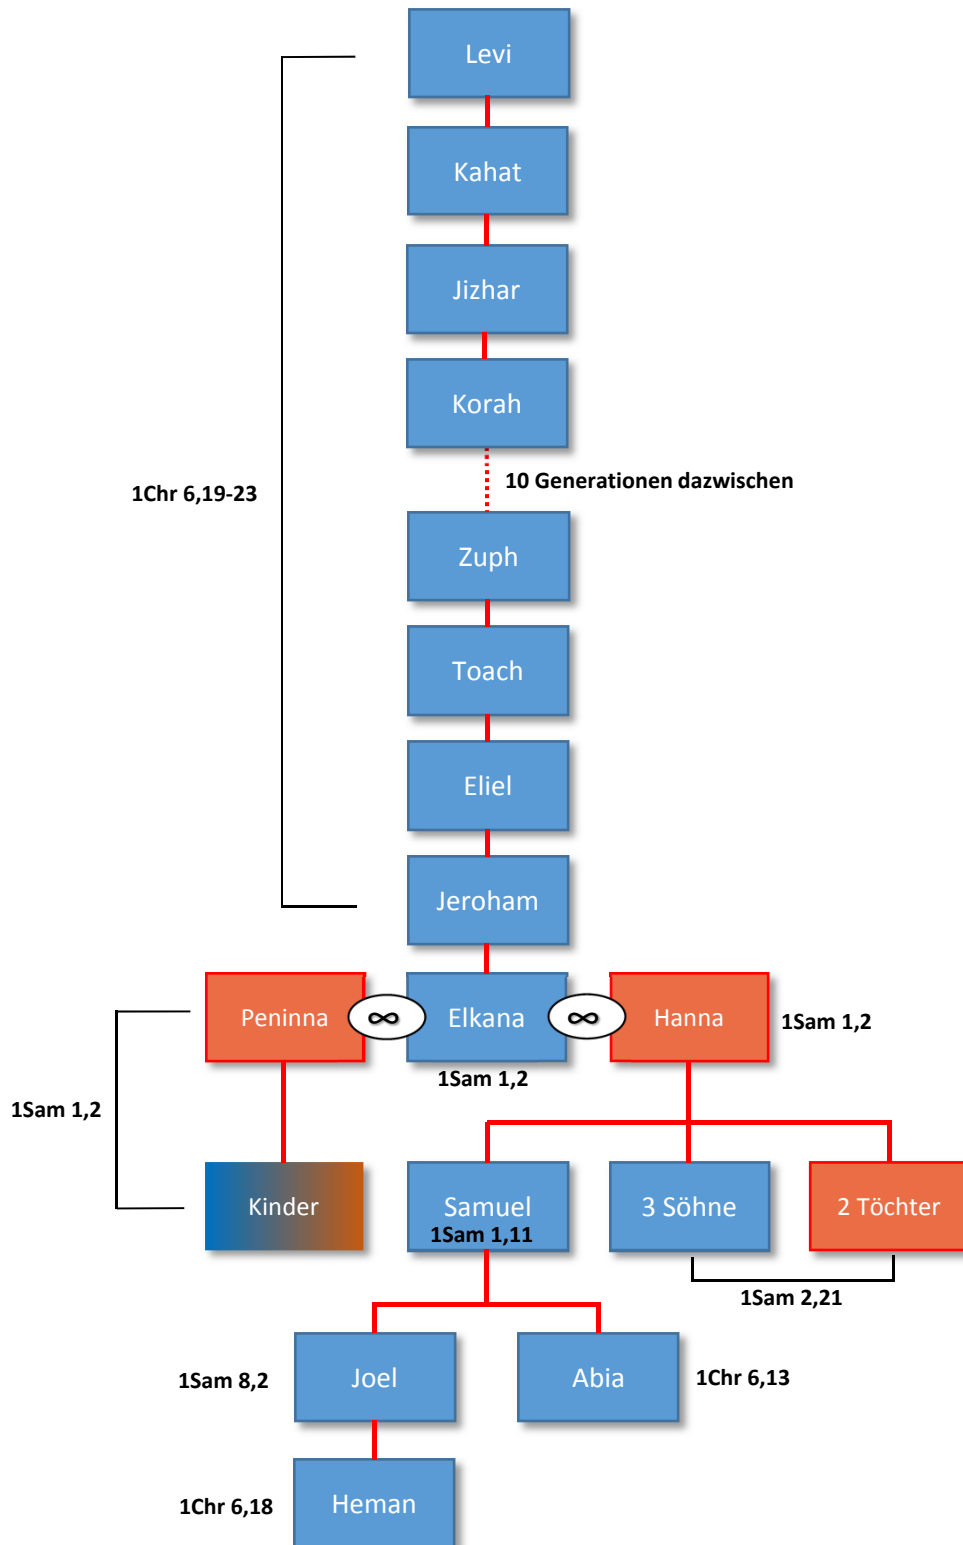 Levi
Kahat
Jizhar
Korah
10 Generationen dazwischen
1Chr 6,19-23
Zuph
Toach
Eliel
Jeroham
Peninna
∞
Elkana
∞
Hanna
1Sam 1,2
1Sam 1,2
1Sam 1,2
Kinder
Samuel
1Sam 1,11
3 Söhne
2 Töchter
1Sam 2,21
1Sam 8,2
Joel
Abia
1Chr 6,13
1Chr 6,18
Heman